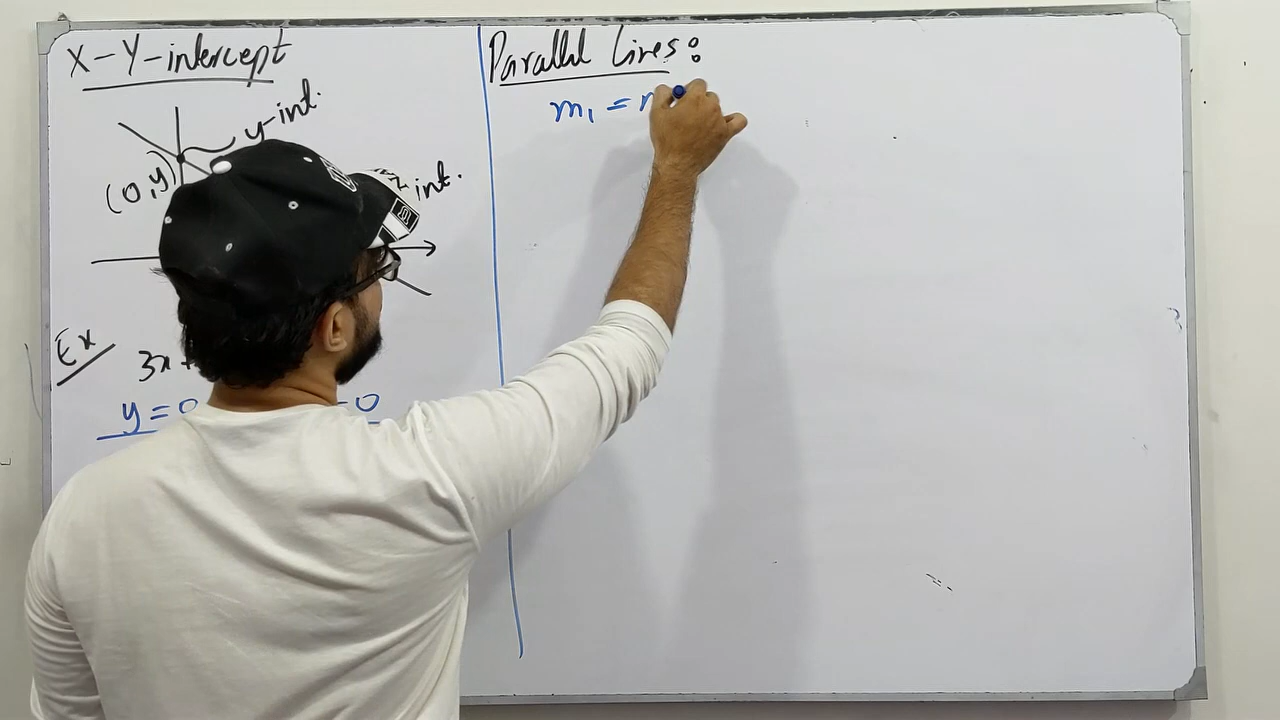 X-Y-intercept
y-int.
(0,y)
int.
Ex
3x+
y=0
=0
Parallel Lines:
m₁ =